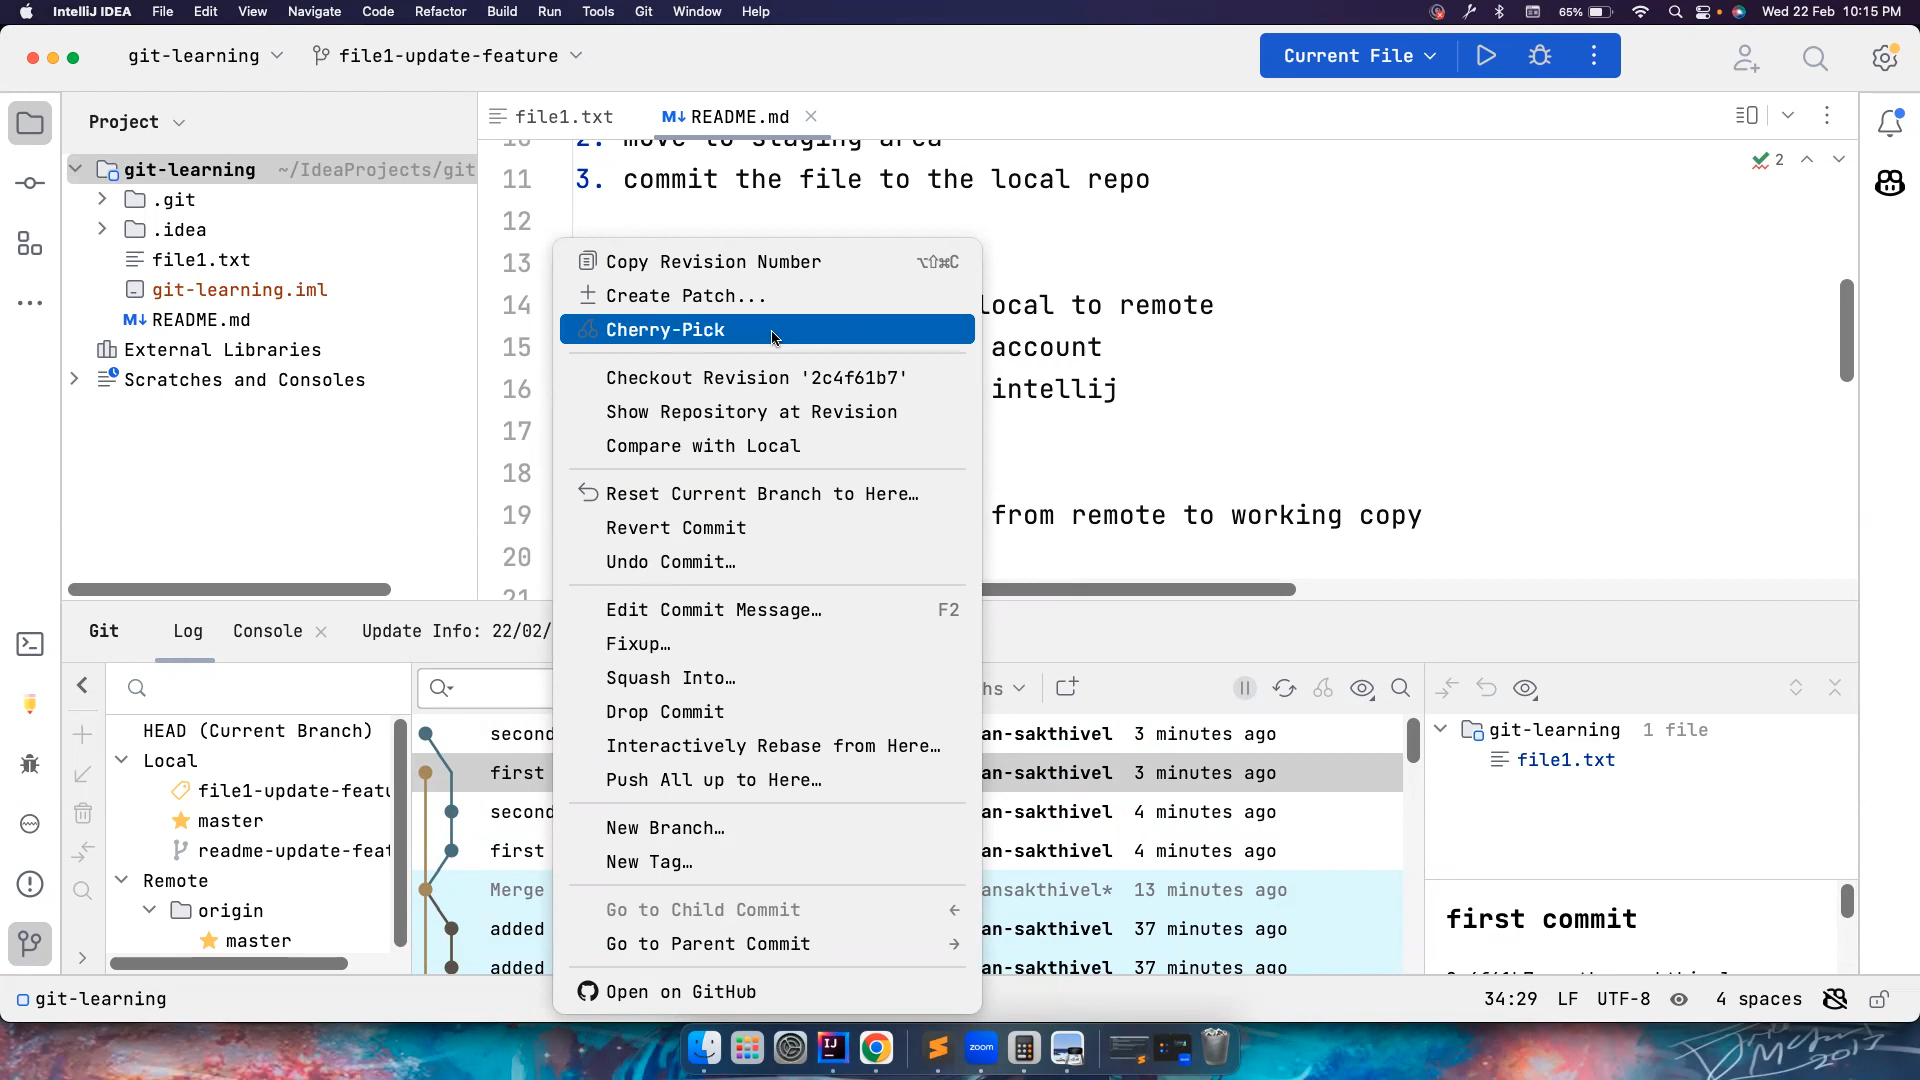 IntelliJ IDEA File Edit View Navigate Code Refactor Build Run Tools Git Window Help 65% Wed 22 Feb 10:15 PM
git-learning file1-update-feature Current File
Project
file1.txt M↓ README.md
git-learning ~/IdeaProjects/git
.git
.idea
file1.txt
git-learning.iml
M↓ README.md
External Libraries
Scratches and Consoles
2
10 2. move to staging area
11 3. commit the file to the local repo
12
13
14 local to remote
15 account
16 intellij
17
18
19 from remote to working copy
20
21
Copy Revision Number ⌥⇧⌘C
Create Patch...
Cherry-Pick
Checkout Revision '2c4f61b7'
Show Repository at Revision
Compare with Local
Reset Current Branch to Here…
Revert Commit
Undo Commit…
Edit Commit Message… F2
Fixup…
Squash Into…
Drop Commit
Interactively Rebase from Here…
Push All up to Here…
New Branch…
New Tag…
Go to Child Commit ←
Go to Parent Commit →
Open on GitHub
Git Log Console Update Info: 22/02/
HEAD (Current Branch)
Local
file1-update-featu
master
readme-update-feat
Remote
origin
master
hs
second an-sakthivel 3 minutes ago
first an-sakthivel 3 minutes ago
second an-sakthivel 4 minutes ago
first an-sakthivel 4 minutes ago
Merge ansakthivel* 13 minutes ago
added an-sakthivel 37 minutes ago
added an-sakthivel 37 minutes ago
git-learning 1 file
file1.txt
first commit
git-learning 34:29 LF UTF-8 4 spaces
IJ zoom